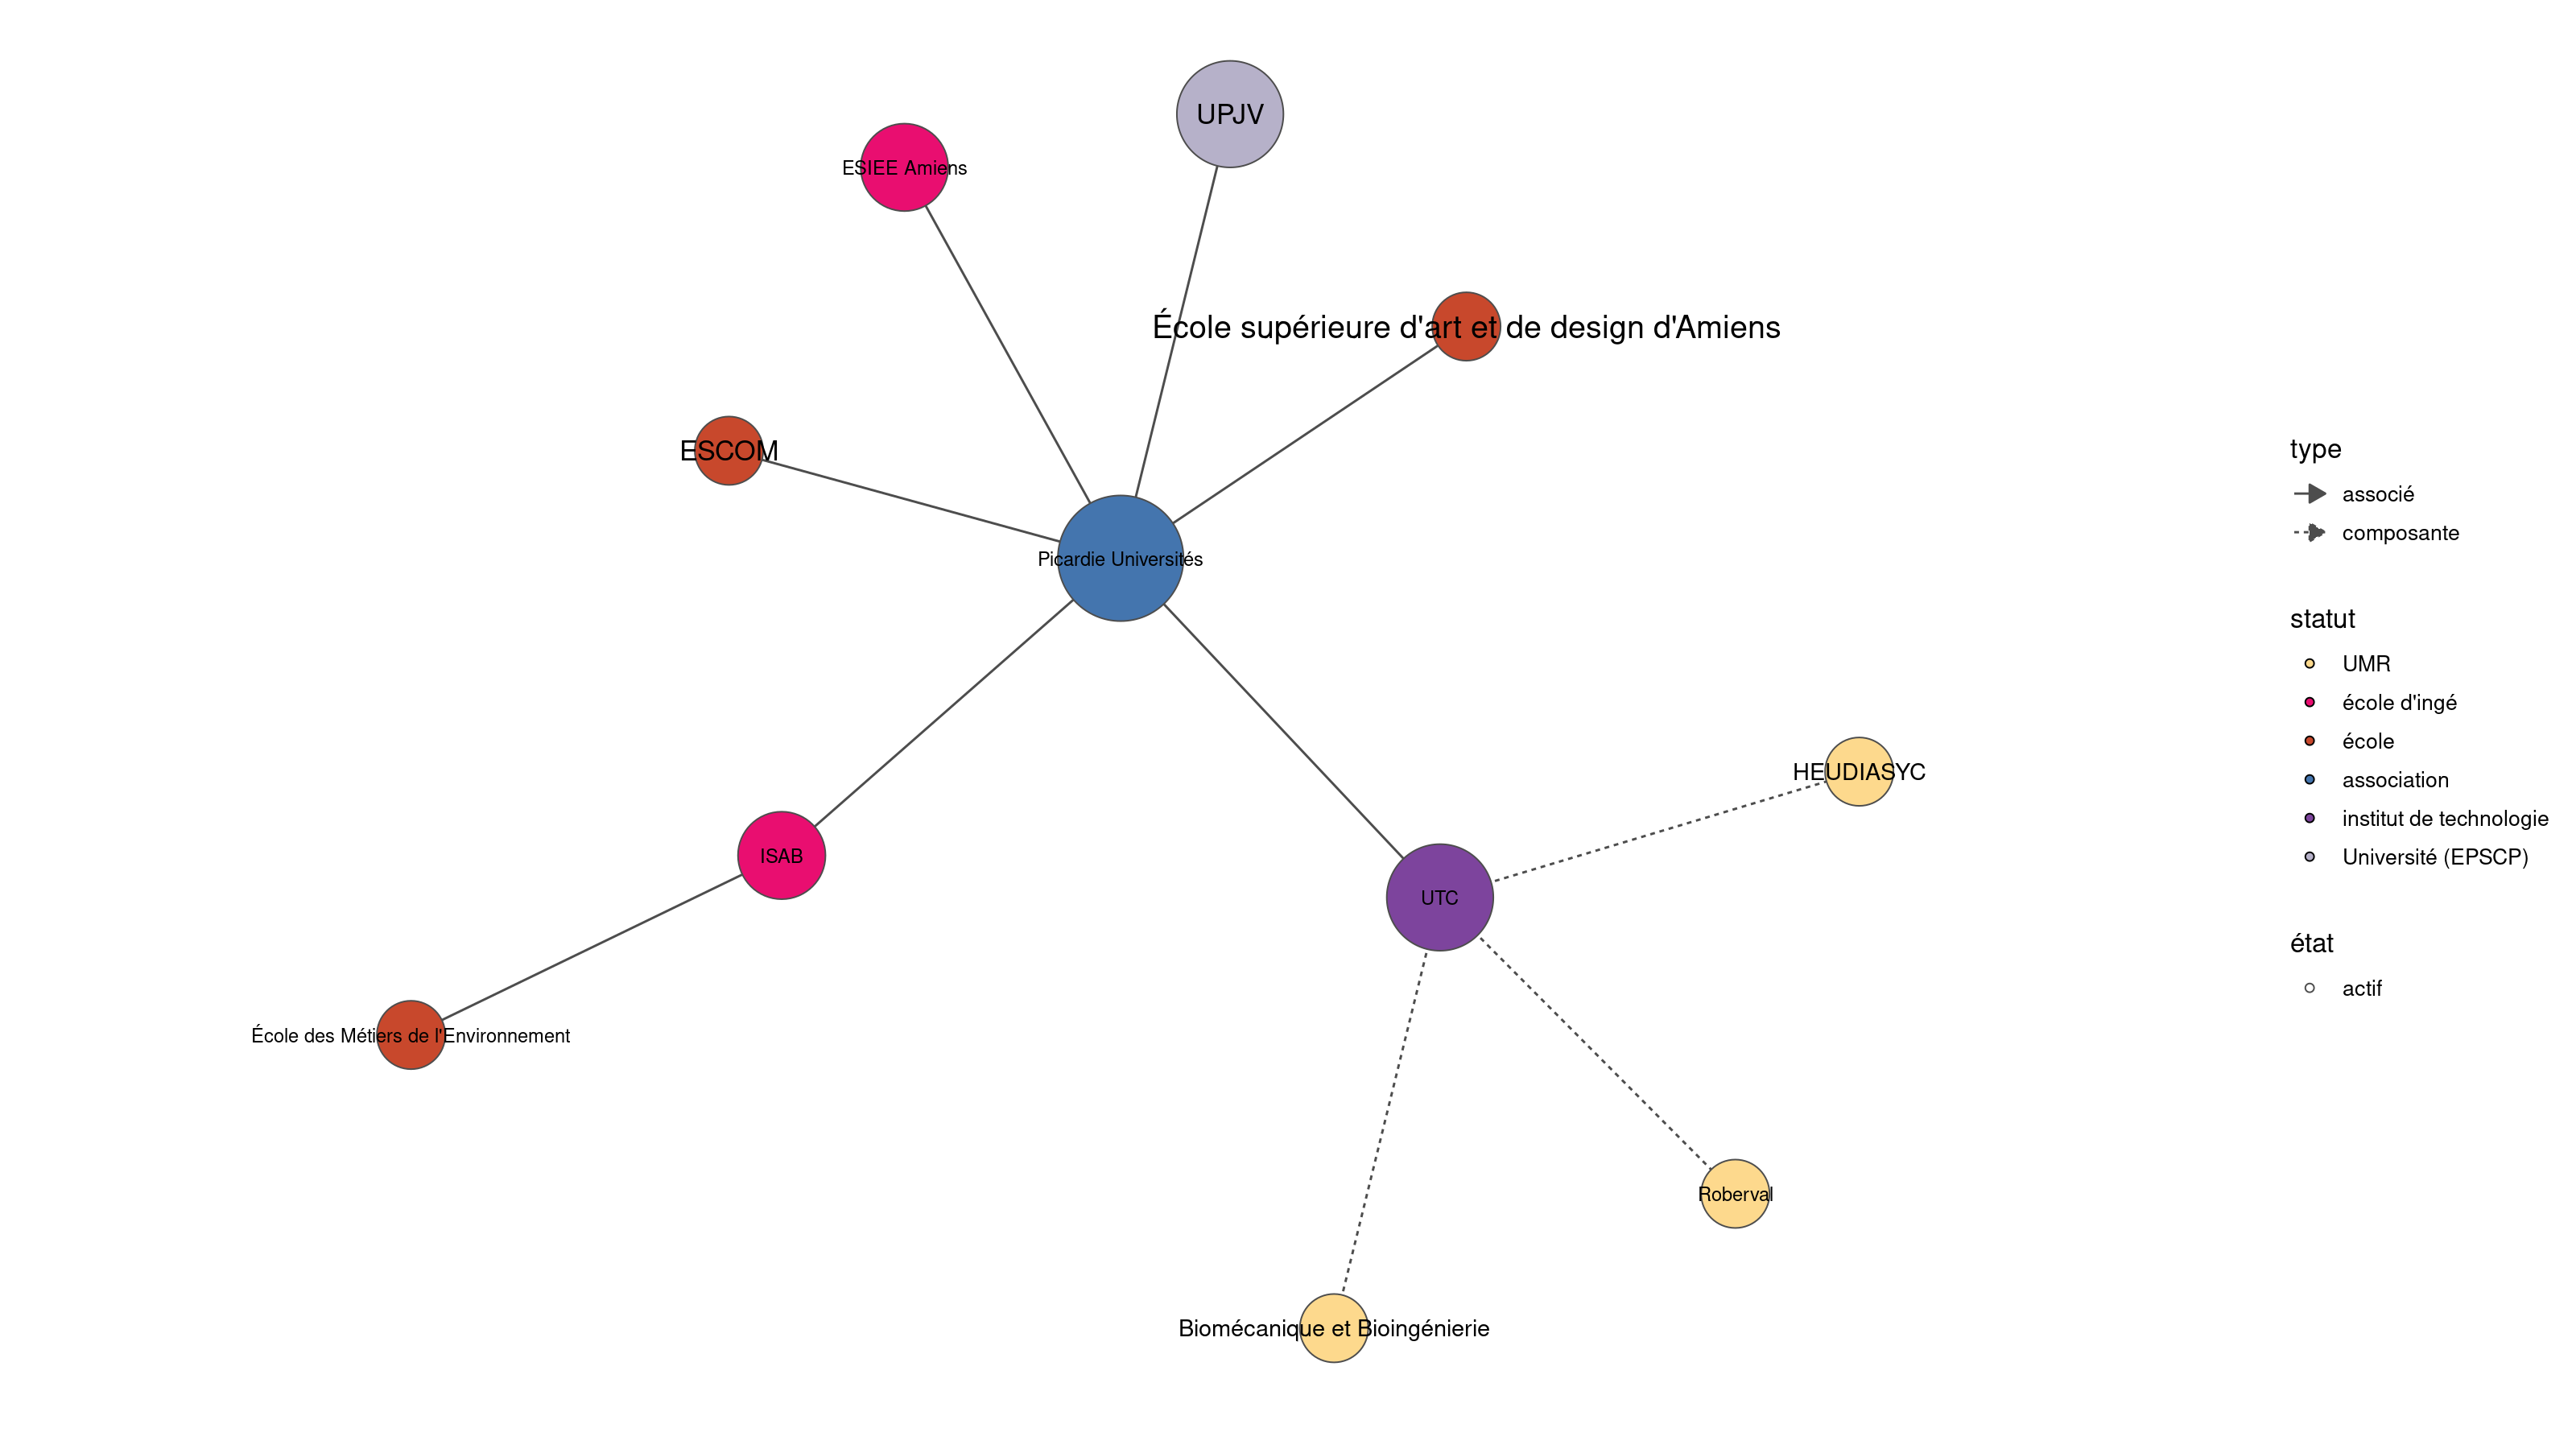 UPJV
ESIEE Amiens
École supérieure d'art et de design d'Amiens
ESCOM
Picardie Universités
HEUDIASYC
ISAB
UTC
École des Métiers de l'Environnement
Roberval
Biomécanique et Bioingénierie
type
associé
composante
statut
UMR
école d'ingé
école
association
institut de technologie
Université (EPSCP)
état
actif